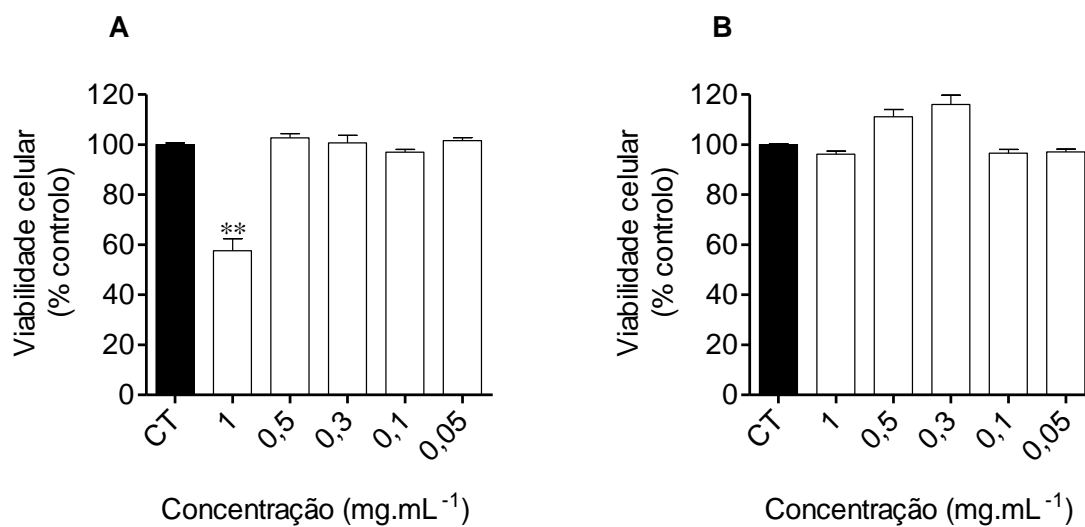 A
Viabilidade celular
(% controlo)
120
100
80
60
40
20
0
**
CT
1
0,5
0,3
0,1
0,05
Concentração (mg.mL⁻¹)
B
Viabilidade celular
(% controlo)
120
100
80
60
40
20
0
CT
1
0,5
0,3
0,1
0,05
Concentração (mg.mL⁻¹)